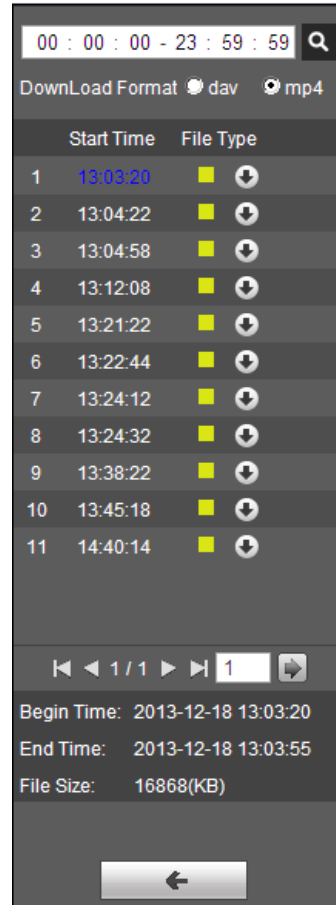 00 : 00 : 00 - 23 : 59 : 59
DownLoad Format dav mp4
Start Time File Type
1 13:03:20
2 13:04:22
3 13:04:58
4 13:12:08
5 13:21:22
6 13:22:44
7 13:24:12
8 13:24:32
9 13:38:22
10 13:45:18
11 14:40:14
1 / 1 1
Begin Time: 2013-12-18 13:03:20
End Time: 2013-12-18 13:03:55
File Size: 16868(KB)